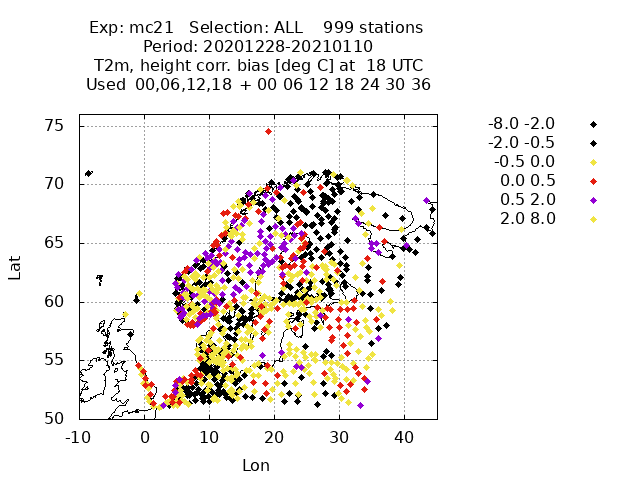 Exp: mc21 Selection: ALL 999 stations
Period: 20201228-20210110
T2m, height corr. bias [deg C] at 18 UTC
Used 00,06,12,18 + 00 06 12 18 24 30 36
75
70
65
60
55
50
-10 0 10 20 30 40
Lat
Lon
-8.0 -2.0
-2.0 -0.5
-0.5 0.0
0.0 0.5
0.5 2.0
2.0 8.0